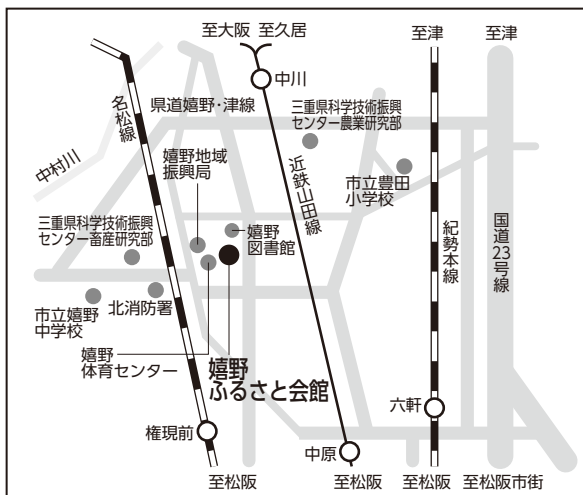 至大阪 至久居
至津
至津
中川
名松線
県道嬉野・津線
三重県科学技術振興
センター農業研究部
中村川
嬉野地域
振興局
近鉄山田線
市立豊田
小学校
三重県科学技術振興
センター畜産研究部
嬉野
図書館
紀勢本線
国道23号線
市立嬉野
中学校
北消防署
嬉野
体育センター
嬉野
ふるさと会館
六軒
権現前
中原
至松阪
至松阪
至松阪
至松阪市街